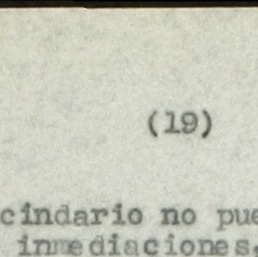 (19)
cindario no pue
inmediaciones.